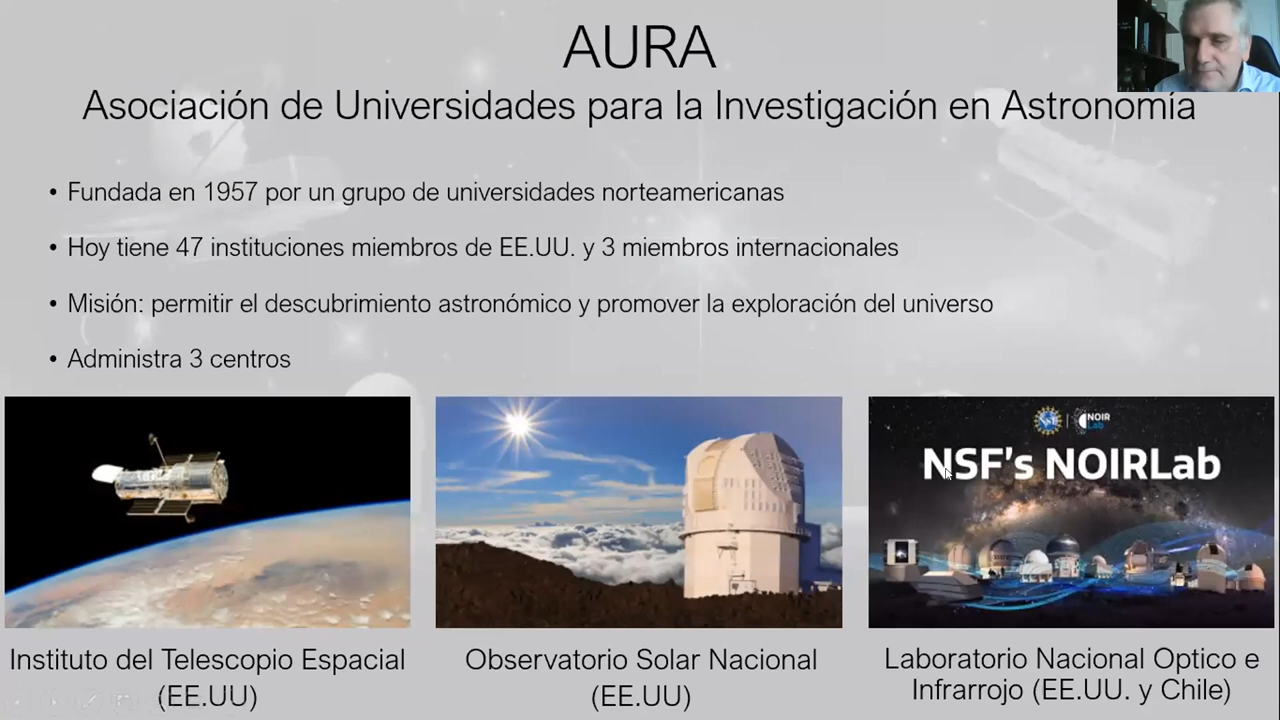 AURA
Asociación de Universidades para la Investigación en Astronomía
• Fundada en 1957 por un grupo de universidades norteamericanas
• Hoy tiene 47 instituciones miembros de EE.UU. y 3 miembros internacionales
• Misión: permitir el descubrimiento astronómico y promover la exploración del universo
• Administra 3 centros
NOIR
Lab
NSF's NOIRLab
Instituto del Telescopio Espacial
(EE.UU)
Observatorio Solar Nacional
(EE.UU)
Laboratorio Nacional Optico e
Infrarrojo (EE.UU. y Chile)